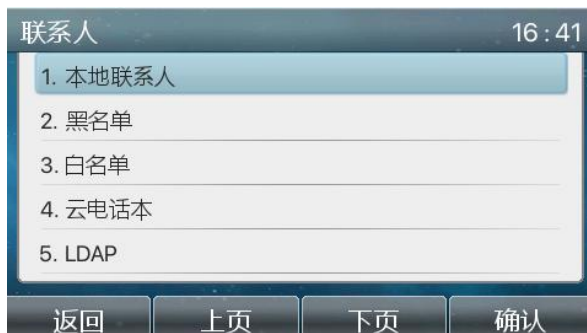 联系人 16:41
1. 本地联系人
2. 黑名单
3. 白名单
4. 云电话本
5. LDAP
返回 上页 下页 确认